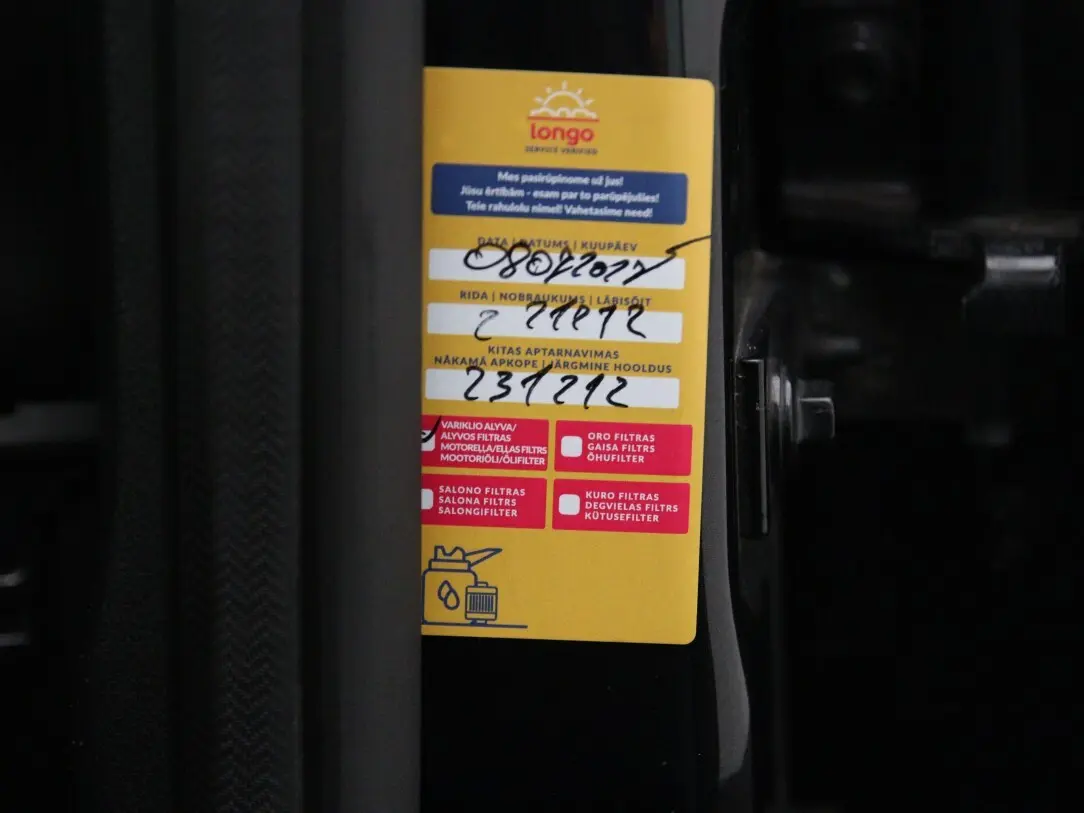 longo
SERVICE VERIFIED
Mes pasirūpinome už jus!
Jūsu ērtībām - esam par to parūpējušies!
Teie rahulolu nimel! Vahetasime need!
DATA | DATUMS | KUUPÄEV
RIDA | NOBRAUKUMS | LÄBISÕIT
KITAS APTARNAVIMAS
NĀKAMĀ APKOPE | JÄRGMINE HOOLDUS
231212
VARIKLIO ALYVA/
ALYVOS FILTRAS
MOTOREĻĻA/EĻĻAS FILTRS
MOOTORIÕLI/ÕLIFILTER
ORO FILTRAS
GAISA FILTRS
ÕHUFILTER
SALONO FILTRAS
SALONA FILTRS
SALONGIFILTER
KURO FILTRAS
DEGVIELAS FILTRS
KÜTUSEFILTER